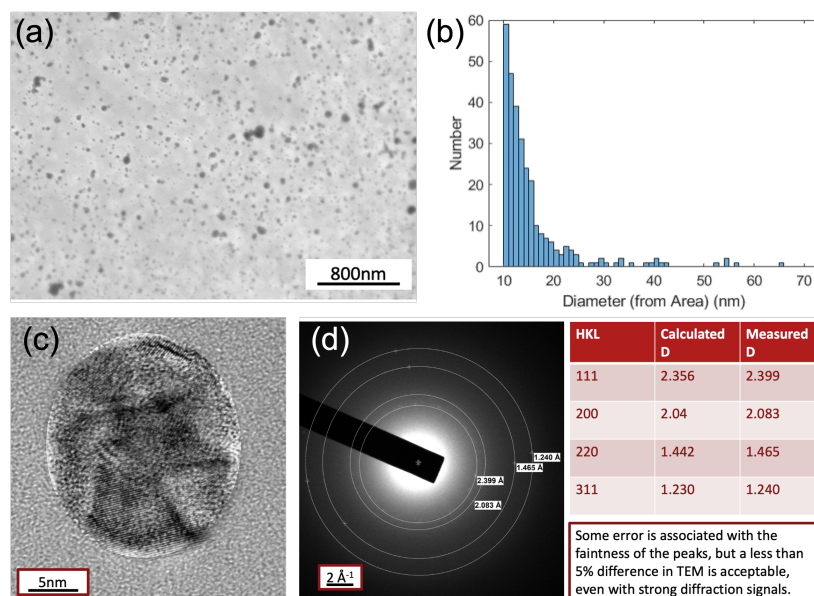 (a)
800nm
(b)
60
50
40
30
20
10
0
Number
10 20 30 40 50 60 70
Diameter (from Area) (nm)
(c)
5nm
(d)
1.240 Å
1.465 Å
2.399 Å
2.083 Å
2 Å-1
HKL Calculated D Measured D
111 2.356 2.399
200 2.04 2.083
220 1.442 1.465
311 1.230 1.240
Some error is associated with the
faintness of the peaks, but a less than
5% difference in TEM is acceptable,
even with strong diffraction signals.